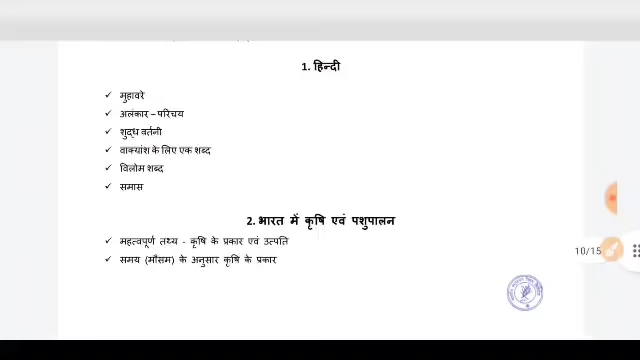 1. हिन्दी
✓ मुहावरे
✓ अलंकार – परिचय
✓ शुद्ध वर्तनी
✓ वाक्यांश के लिए एक शब्द
✓ विलोम शब्द
✓ समास
2. भारत में कृषि एवं पशुपालन
✓ महत्वपूर्ण तथ्य - कृषि के प्रकार एवं उत्पति
✓ समय (मौसम) के अनुसार कृषि के प्रकार
10/15